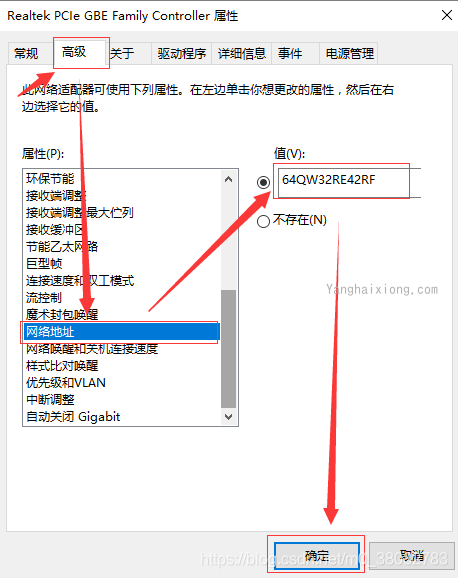 Realtek PCIe GBE Family Controller 属性
常规
高级
关于
驱动程序
详细信息
事件
电源管理
此网络适配器可使用下列属性。在左边单击你想更改的属性，然后在右
边选择它的值。
属性(P):
值(V):
环保节能
接收端调整
接收端调整最大伫列
接收缓冲区
节能乙太网路
巨型帧
连接速度和双工模式
流控制
魔术封包唤醒
网络地址
网络唤醒和关机连接速度
样式比对唤醒
优先级和VLAN
中断调整
自动关闭 Gigabit
64QW32RE42RF
不存在(N)
Yanghaixiong.com
确定
取消